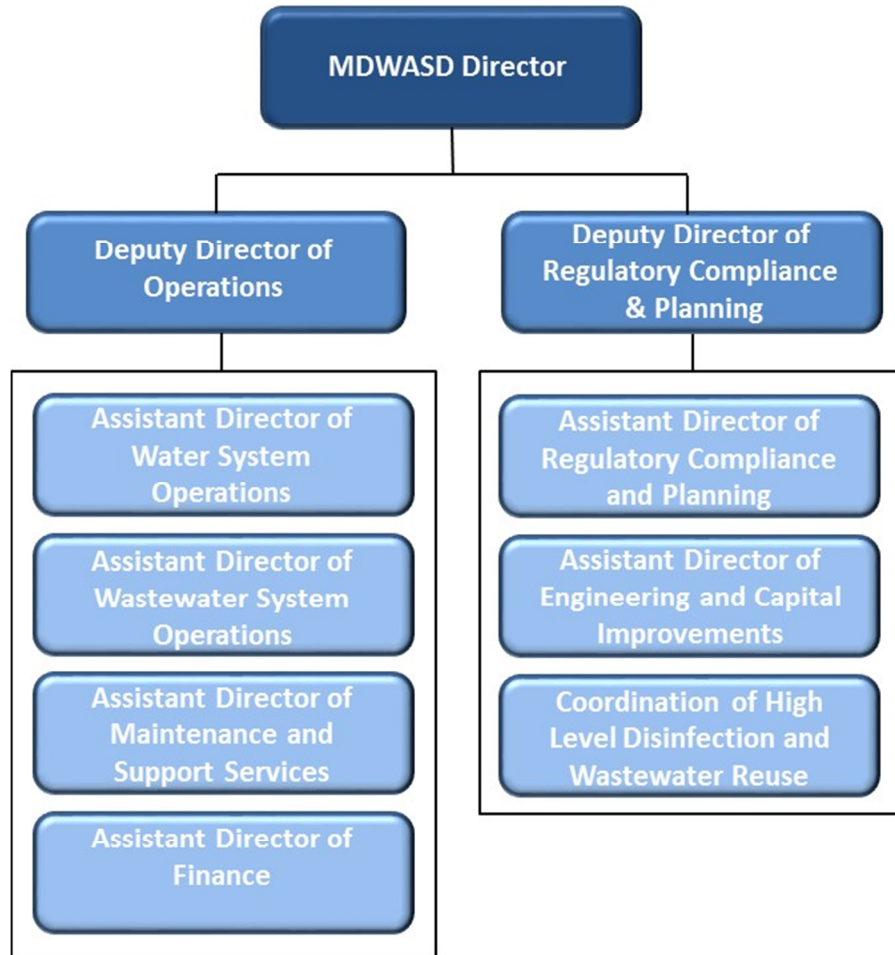 MDWASD Director
Deputy Director of
Operations
Deputy Director of
Regulatory Compliance
& Planning
Assistant Director of
Water System
Operations
Assistant Director of
Wastewater System
Operations
Assistant Director of
Maintenance and
Support Services
Assistant Director of
Finance
Assistant Director of
Regulatory Compliance
and Planning
Assistant Director of
Engineering and Capital
Improvements
Coordination of High
Level Disinfection and
Wastewater Reuse